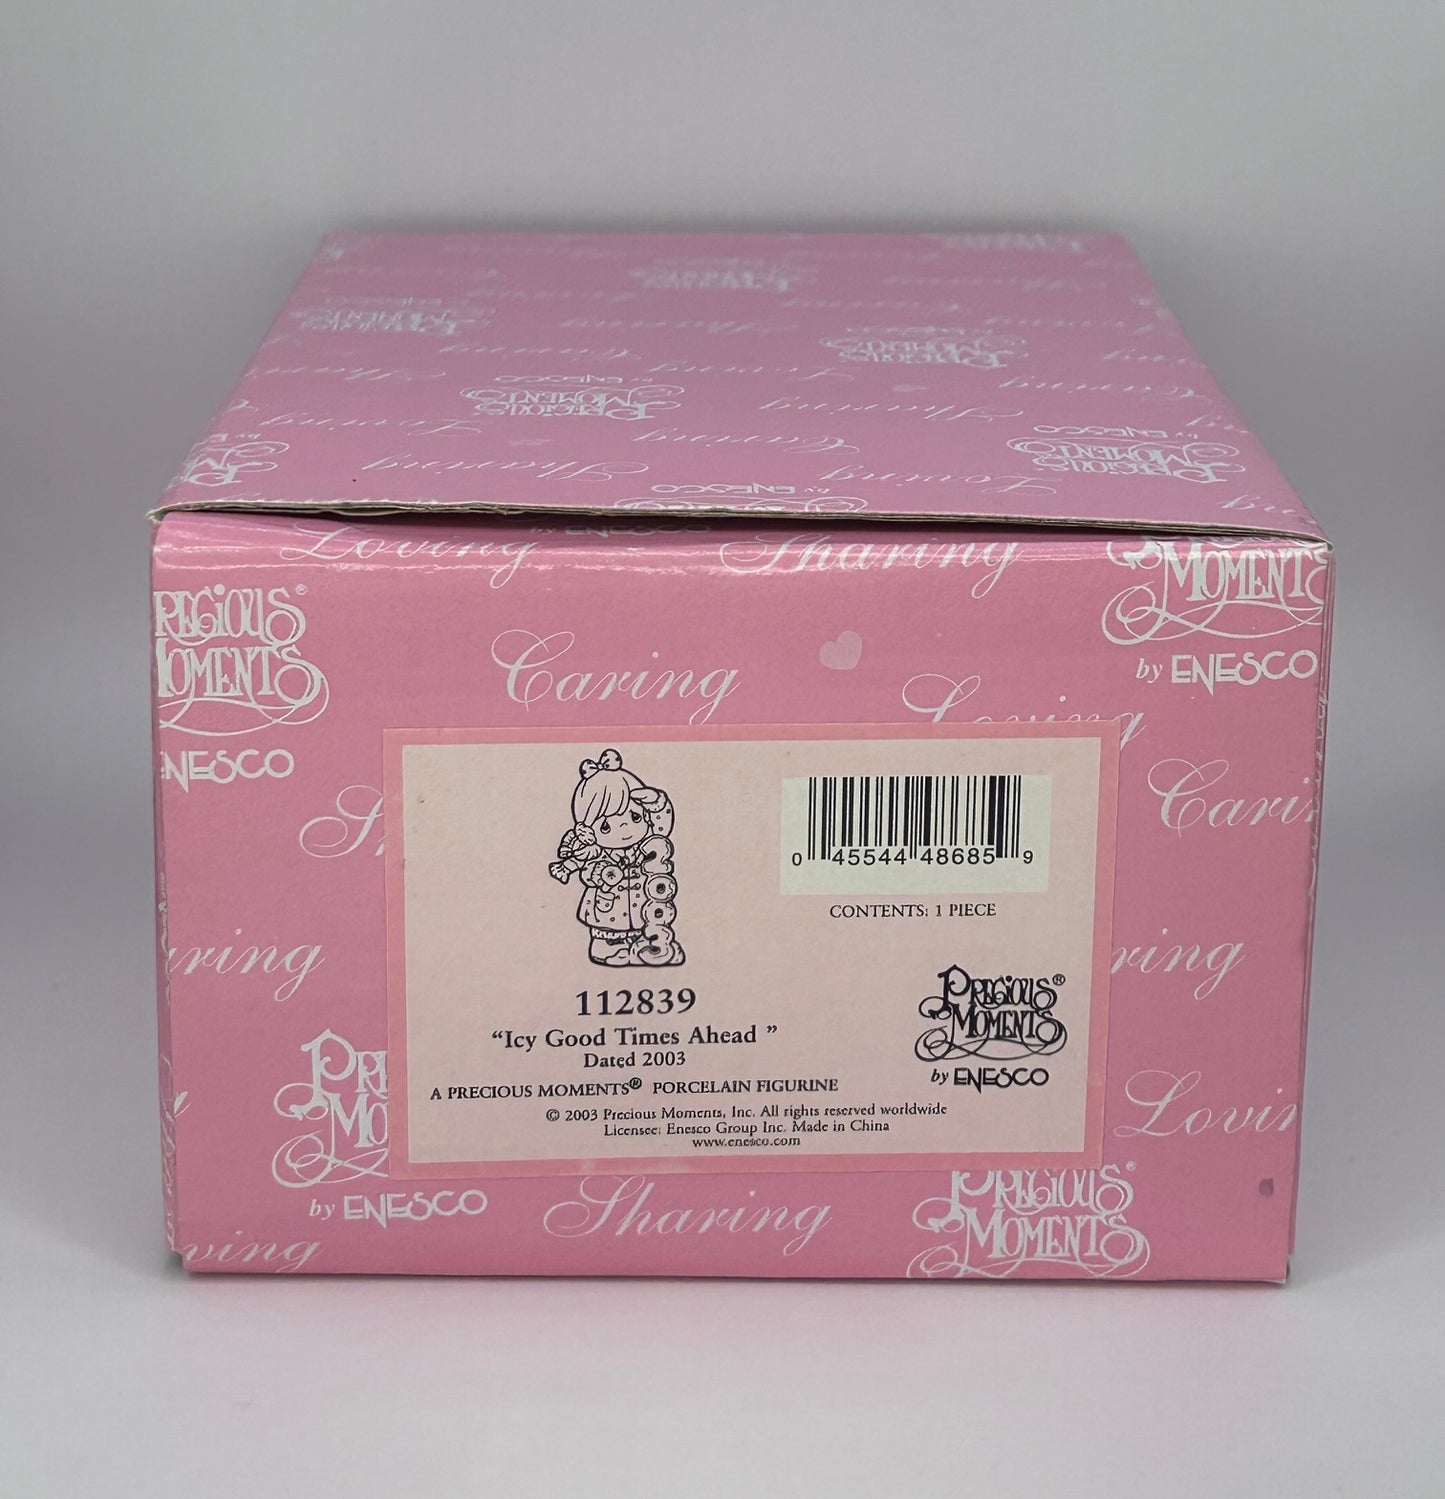 Loving
Sharing
PRECIOUS
MOMENTS
by ENESCO
Caring
Loving
Caring
Sharing
PRECIOUS
MOMENTS
by ENESCO
Loving
Sharing
PRECIOUS®
MOMENTS
2003
0 45544 48685 9
CONTENTS: 1 PIECE
PRECIOUS®
MOMENTS
by ENESCO
112839
“Icy Good Times Ahead ”
Dated 2003
A PRECIOUS MOMENTS® PORCELAIN FIGURINE
© 2003 Precious Moments, Inc. All rights reserved worldwide
Licensee: Enesco Group Inc. Made in China
www.enesco.com